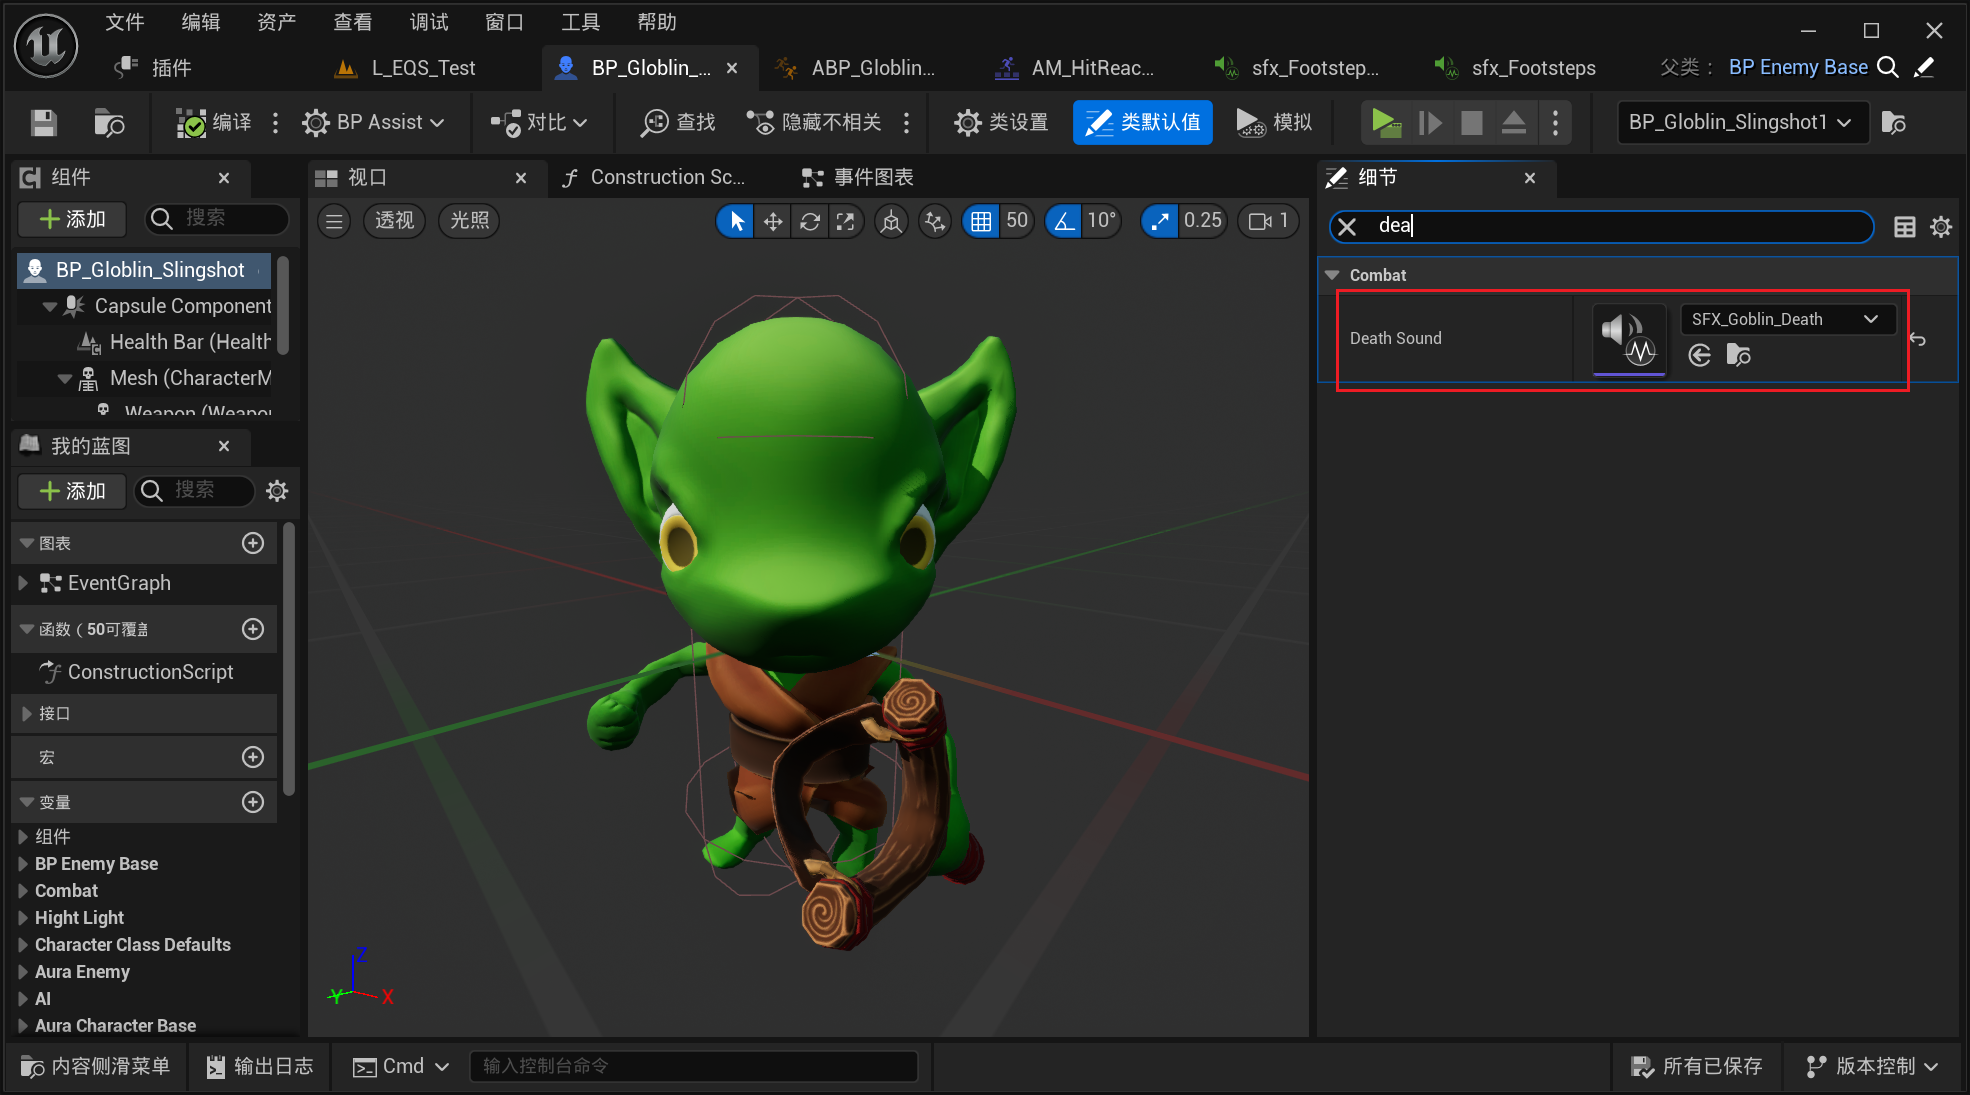 文件 编辑 资产 查看 调试 窗口 工具 帮助
插件 L_EQS_Test BP_Globlin_... ABP_Globlin... AM_HitReac... sfx_Footstep... sfx_Footsteps 父类： BP Enemy Base
编译 BP Assist 对比 查找 隐藏不相关 类设置 类默认值 模拟 BP_Globlin_Slingshot1
组件
添加 搜索
BP_Globlin_Slingshot
Capsule Component
Health Bar (Health
Mesh (CharacterM
Weapon (Weapo
我的蓝图
添加 搜索
图表
EventGraph
函数（50可覆盖
ConstructionScript
接口
宏
变量
组件
BP Enemy Base
Combat
Hight Light
Character Class Defaults
Aura Enemy
AI
Aura Character Base
视口 Construction Sc... 事件图表
透视 光照 50 10° 0.25 1
Z
Y X
细节
dea
Combat
Death Sound SFX_Goblin_Death
内容侧滑菜单 输出日志 Cmd 输入控制台命令 所有已保存 版本控制